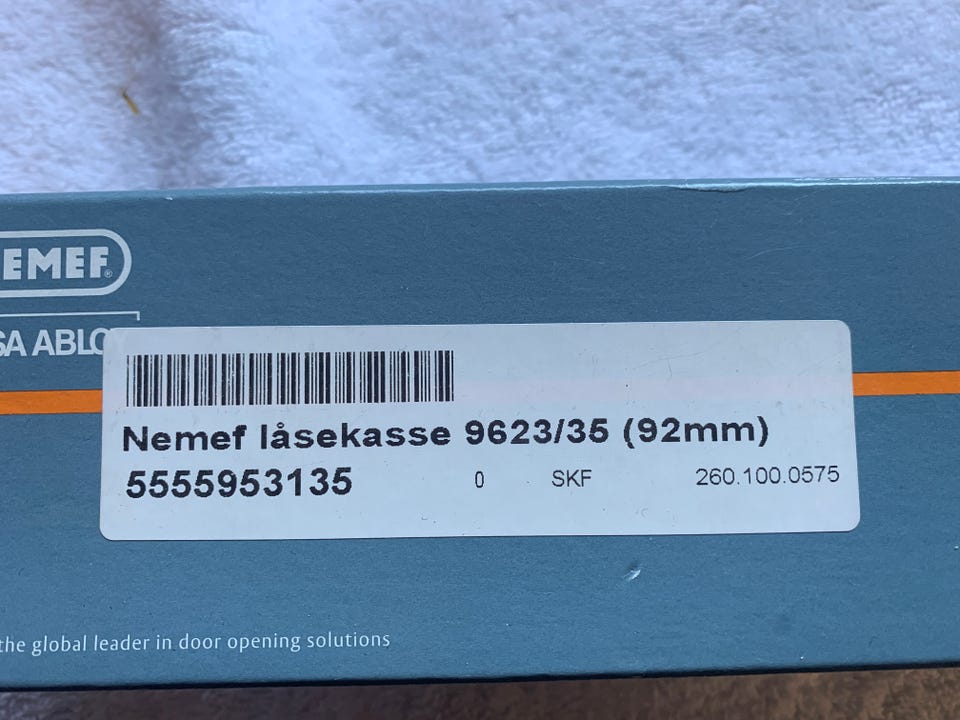 EMEF®
SA ABLO
Nemef låsekasse 9623/35 (92mm)
5555953135 0 SKF 260.100.0575
the global leader in door opening solutions